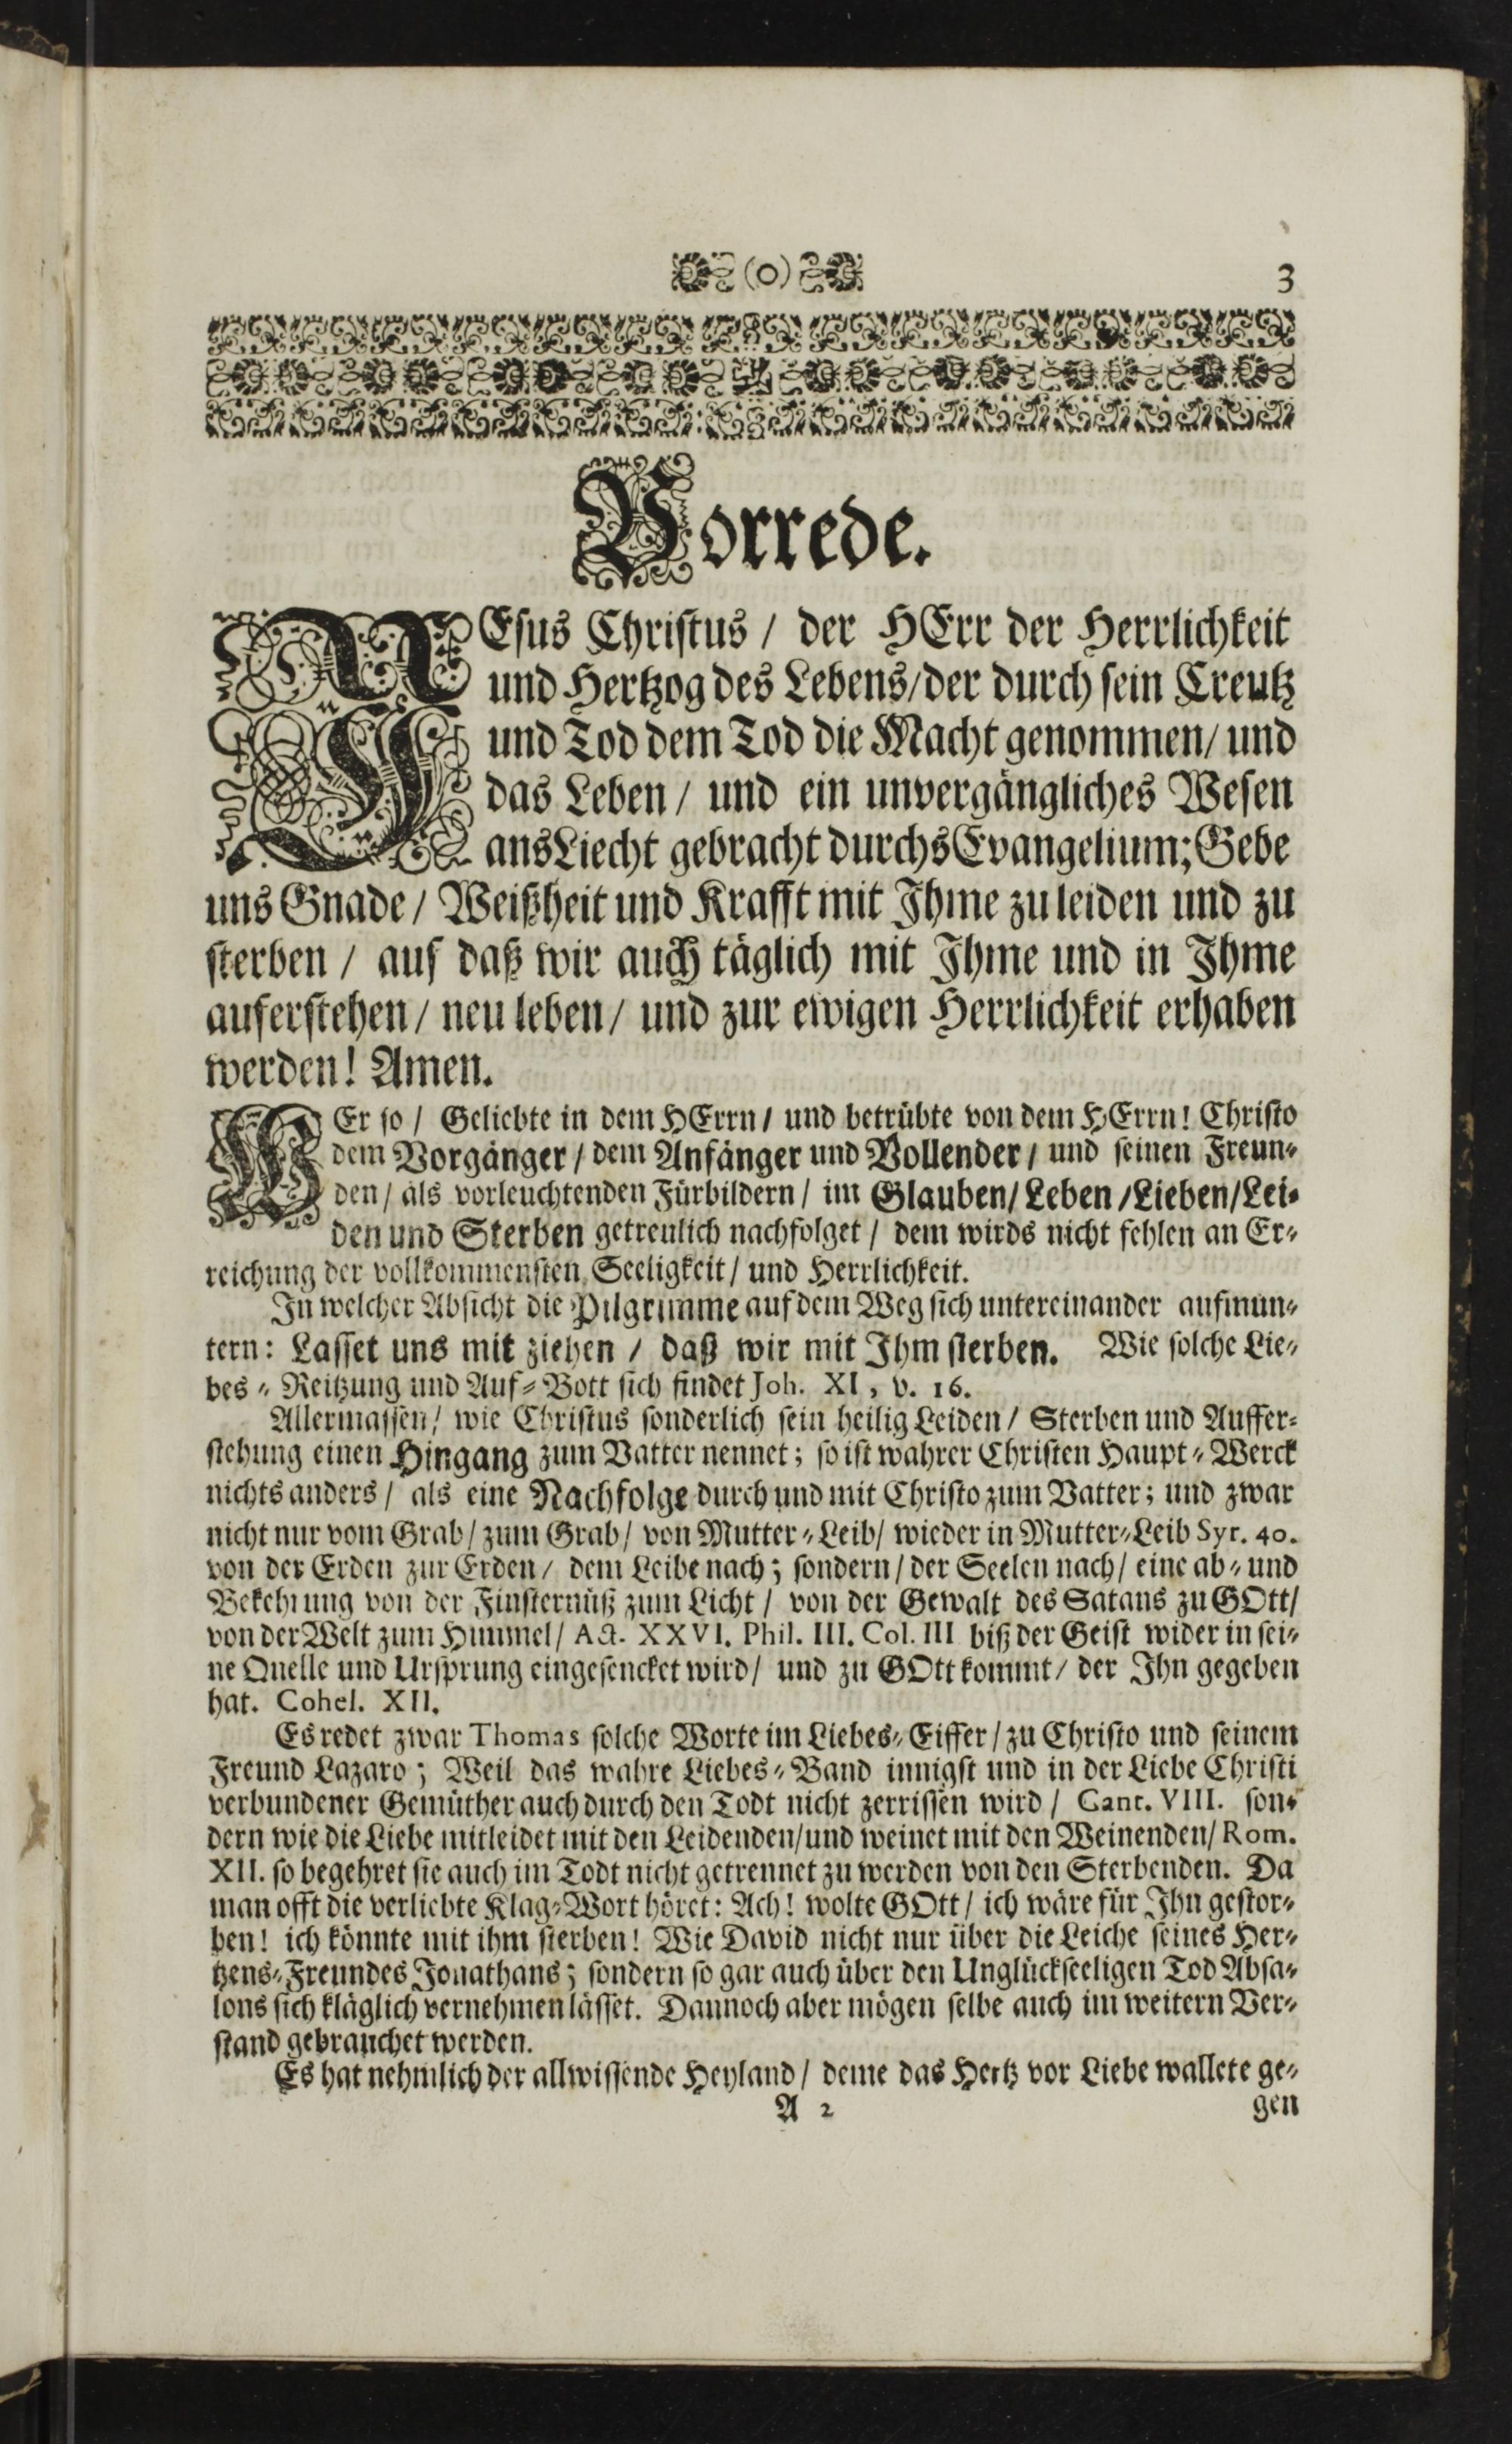 (o) 3
Vorrede.
JEsus Christus / der HErr der Herrlichkeit
und Hertzog des Lebens/der durch sein Creutz
und Tod dem Tod die Macht genommen/ und
das Leben / und ein unvergängliches Wesen
ans Liecht gebracht durchs Evangelium; Gebe
uns Gnade / Weißheit und Krafft mit Ihme zu leiden und zu
sterben / auf daß wir auch täglich mit Ihme und in Ihme
auferstehen / neu leben / und zur ewigen Herrlichkeit erhaben
werden! Amen.
WEr so / Geliebte in dem HErrn / und betrübte von dem HErrn! Christo
dem Vorgänger / dem Anfänger und Vollender / und seinen Freun-
den / als vorleuchtenden Fürbildern / im Glauben/ Leben /Lieben/Lei-
den und Sterben getreulich nachfolget / dem wirds nicht fehlen an Er-
reichung der vollkommensten Seeligkeit / und Herrlichkeit.
In welcher Absicht die Pilgrimme auf dem Weg sich untereinander aufmun-
tern: Lasset uns mit ziehen / daß wir mit Ihm sterben. Wie solche Lie-
bes-Reitzung und Auf-Bott sich findet Joh. XI, v. 16.
Allermassen / wie Christus sonderlich sein heilig Leiden / Sterben und Auffer-
stehung einen Hingang zum Vatter nennet; so ist wahrer Christen Haupt-Werck
nichts anders / als eine Nachfolge durch und mit Christo zum Vatter; und zwar
nicht nur vom Grab / zum Grab / von Mutter-Leib/ wieder in Mutter-Leib Syr. 40.
von der Erden zur Erden / dem Leibe nach; sondern / der Seelen nach / eine ab- und
Bekehrung von der Finsternüß zum Licht / von der Gewalt des Satans zu GOtt/
von der Welt zum Himmel / Act. XXVI. Phil. III. Col. III biß der Geist wider in sei-
ne Quelle und Ursprung eingesencket wird / und zu GOtt kommt / der Ihn gegeben
hat. Cohel. XII.
Es redet zwar Thomas solche Worte im Liebes-Eiffer / zu Christo und seinem
Freund Lazaro; Weil das wahre Liebes-Band innigst und in der Liebe Christi
verbundener Gemüther auch durch den Todt nicht zerrissen wird / Cant. VIII. son-
dern wie die Liebe mitleidet mit den Leidenden/und weinet mit den Weinenden/ Rom.
XII. so begehret sie auch im Todt nicht getrennet zu werden von den Sterbenden. Da
man offt die verliebte Klag-Wort höret: Ach! wolte GOtt / ich wäre für Ihn gestor-
ben! ich könnte mit ihm sterben! Wie David nicht nur über die Leiche seines Her-
tzens-Freundes Jonathans; sondern so gar auch über den Unglückseeligen Tod Absa-
lons sich kläglich vernehmen lässet. Dannoch aber mögen selbe auch im weitern Ver-
stand gebrauchet werden.
Es hat nehmlich der allwissende Heyland / deme das Hertz vor Liebe wallete ge-
A 2 gen